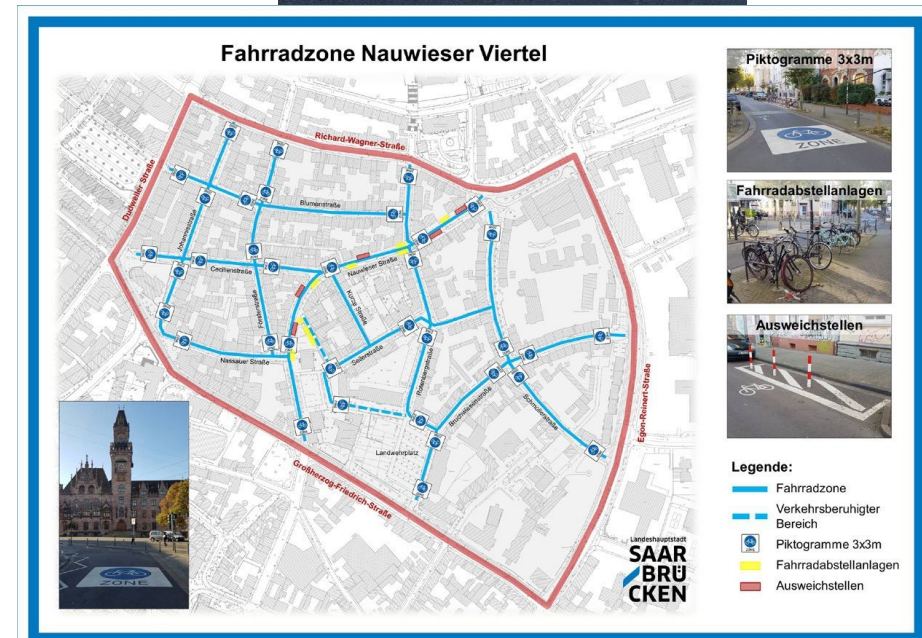 Fahrradzone Nauwieser Viertel
Piktogramme 3x3m
ZONE
Fahrradabstellanlagen
Ausweichstellen
Richard-Wagner-Straße
Dudweiler Straße
Johannisstraße
Blumenstraße
Cecilienstraße
Nauwieser Straße
Försterstraße
Kurze Straße
Nassauer Straße
Seilerstraße
Rotenbergstraße
Bruchwiesenstraße
Schmollerstraße
Egon-Reinert-Straße
Landwehrplatz
Großherzog-Friedrich-Straße
ZONE
Landeshauptstadt
SAAR
BRÜ
CKEN
Legende:
Fahrradzone
Verkehrsberuhigter
Bereich
Piktogramme 3x3m
Fahrradabstellanlagen
Ausweichstellen